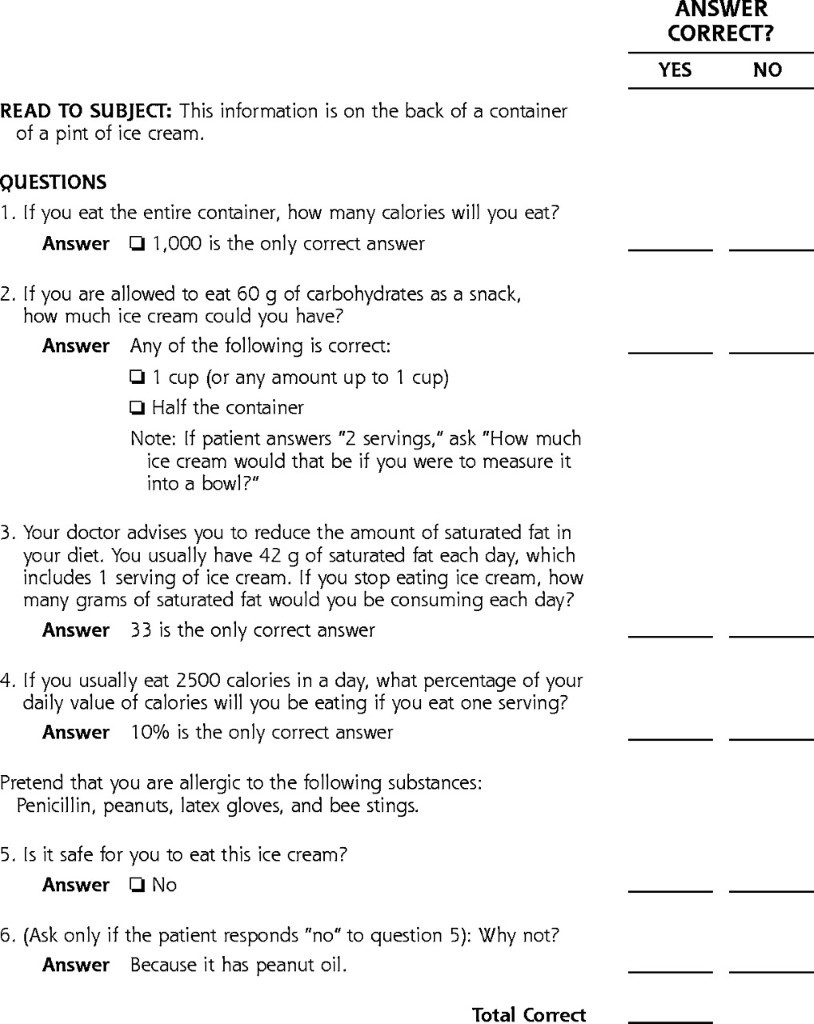 ANSWER
CORRECT?
YES NO
READ TO SUBJECT: This information is on the back of a container
of a pint of ice cream.
QUESTIONS
1. If you eat the entire container, how many calories will you eat?
Answer ❏ 1,000 is the only correct answer
2. If you are allowed to eat 60 g of carbohydrates as a snack,
how much ice cream could you have?
Answer Any of the following is correct:
❏ 1 cup (or any amount up to 1 cup)
❏ Half the container
Note: If patient answers "2 servings," ask "How much
ice cream would that be if you were to measure it
into a bowl?"
3. Your doctor advises you to reduce the amount of saturated fat in
your diet. You usually have 42 g of saturated fat each day, which
includes 1 serving of ice cream. If you stop eating ice cream, how
many grams of saturated fat would you be consuming each day?
Answer 33 is the only correct answer
4. If you usually eat 2500 calories in a day, what percentage of your
daily value of calories will you be eating if you eat one serving?
Answer 10% is the only correct answer
Pretend that you are allergic to the following substances:
Penicillin, peanuts, latex gloves, and bee stings.
5. Is it safe for you to eat this ice cream?
Answer ❏ No
6. (Ask only if the patient responds "no" to question 5): Why not?
Answer Because it has peanut oil.
Total Correct